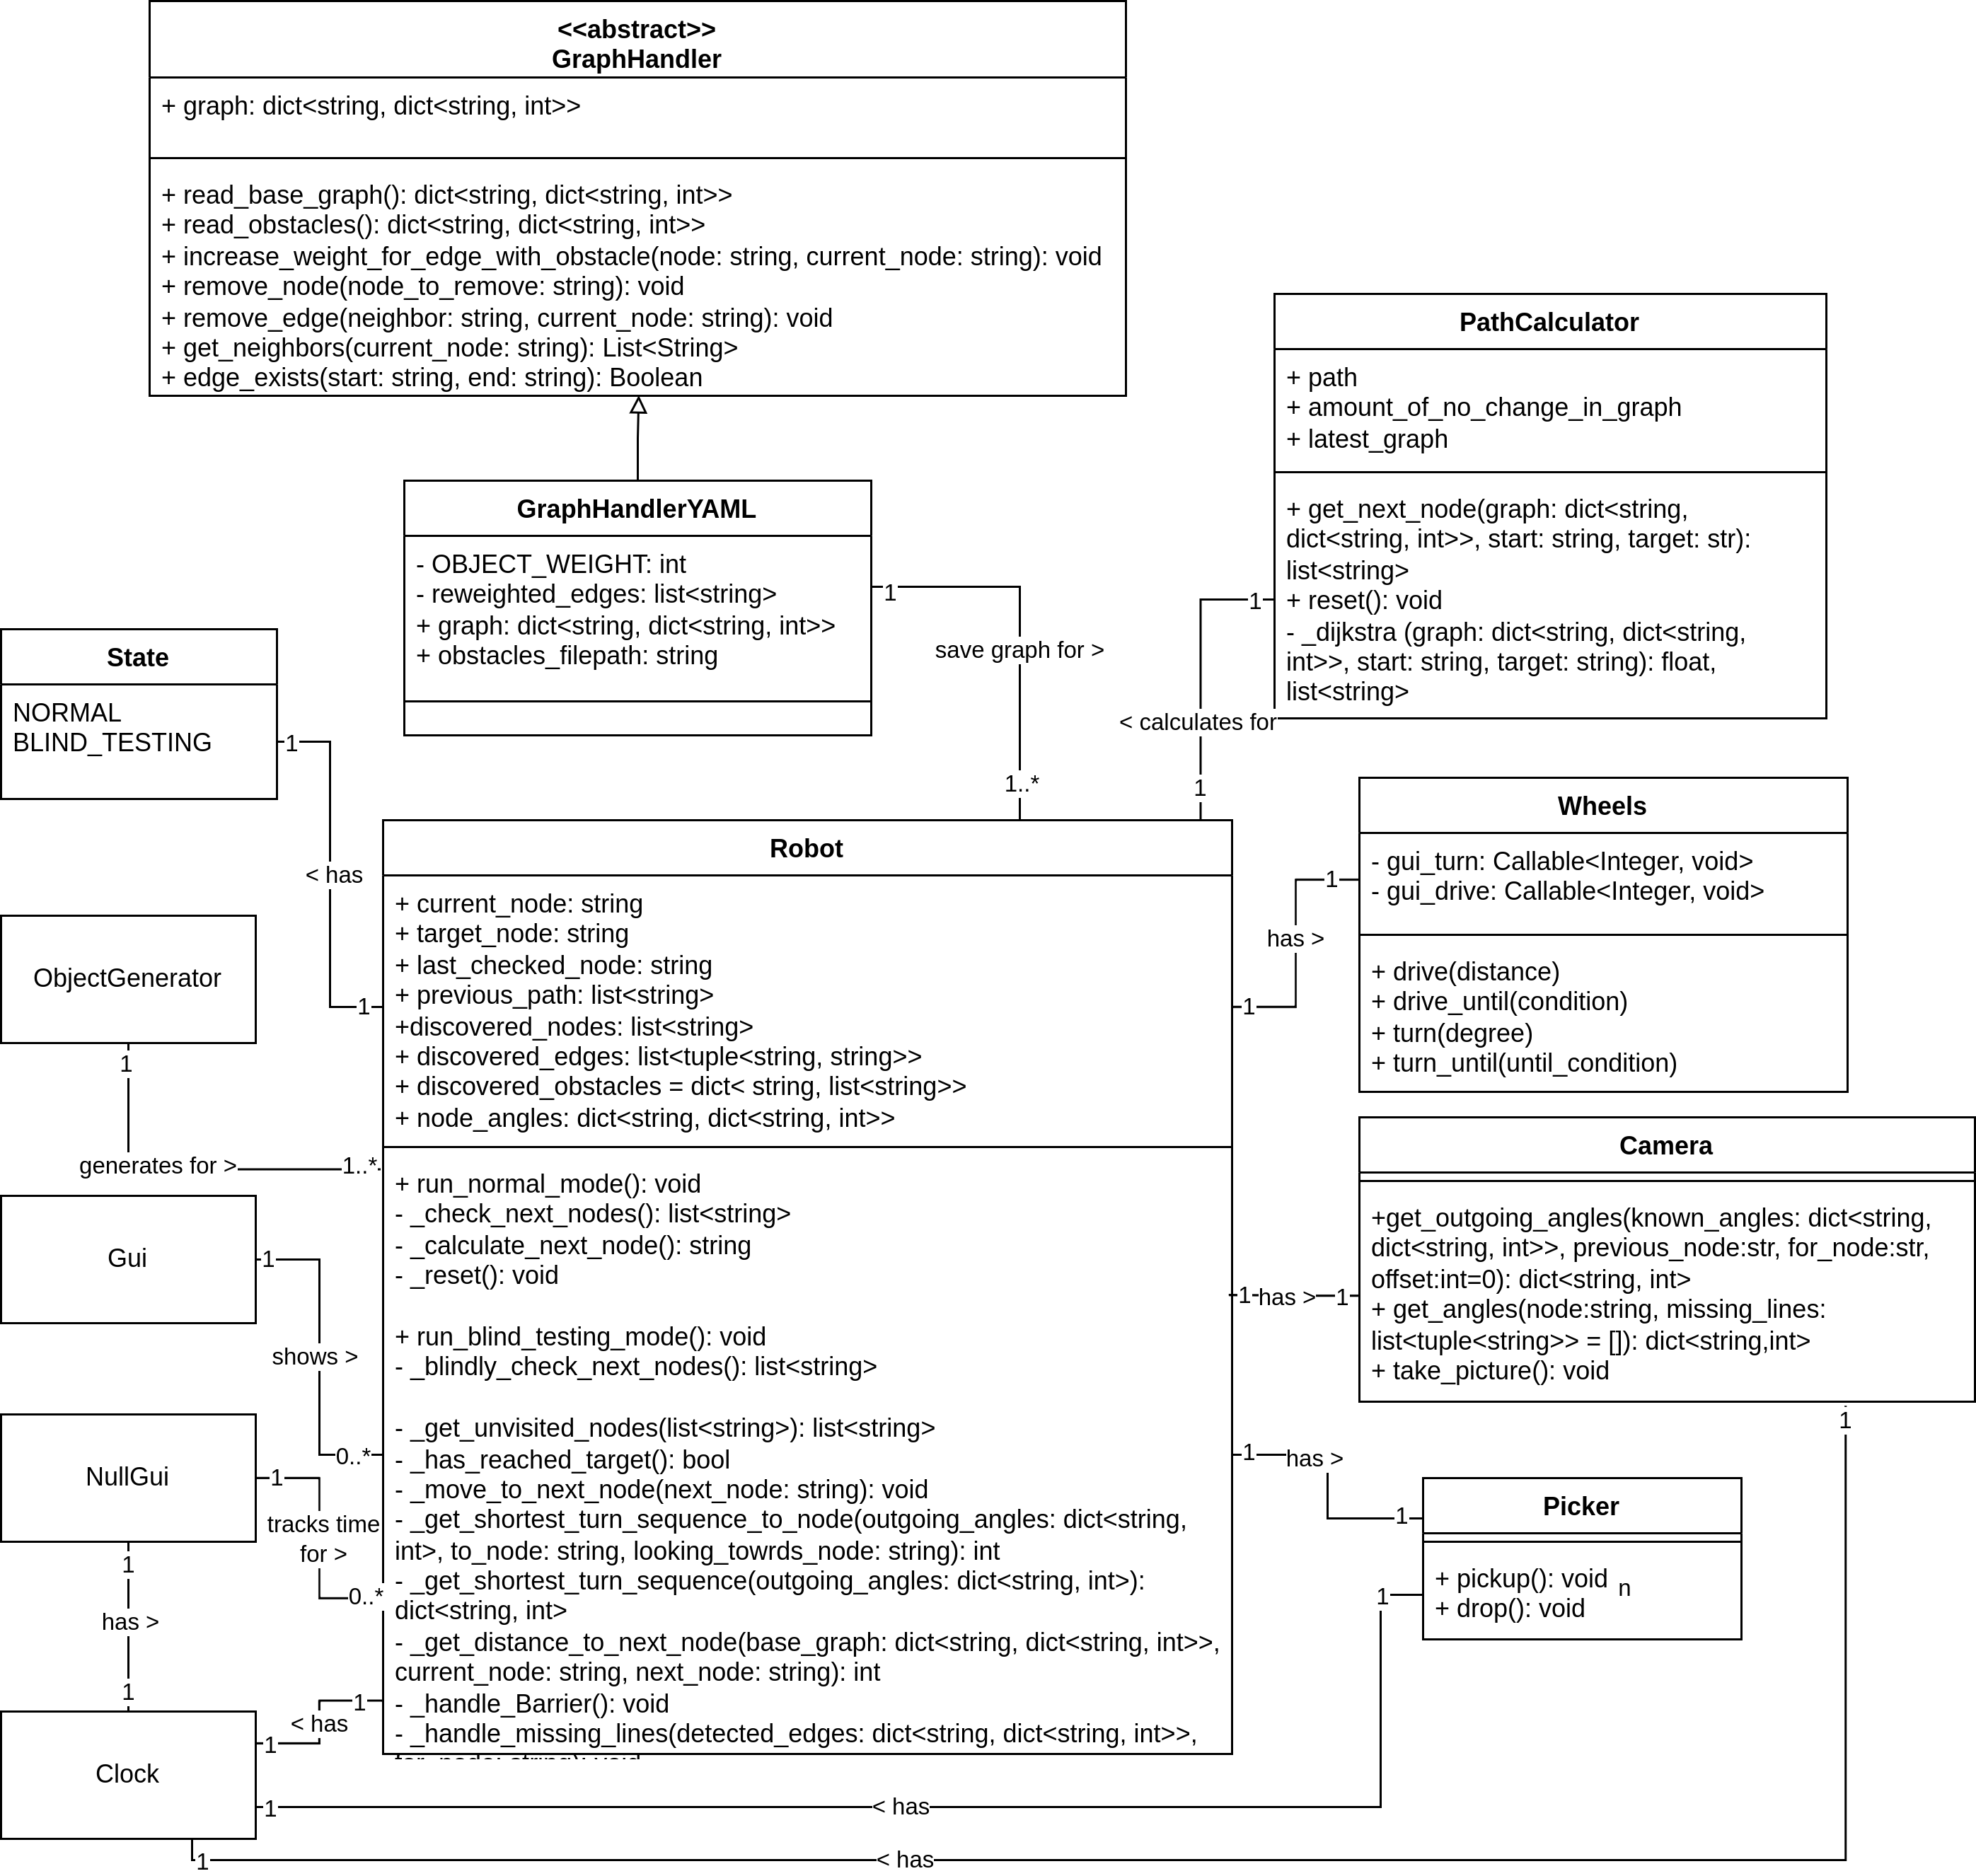 <<abstract>>
GraphHandler
+ graph: dict<string, dict<string, int>>
+ read_base_graph(): dict<string, dict<string, int>>
+ read_obstacles(): dict<string, dict<string, int>>
+ increase_weight_for_edge_with_obstacle(node: string, current_node: string): void
+ remove_node(node_to_remove: string): void
+ remove_edge(neighbor: string, current_node: string): void
+ get_neighbors(current_node: string): List<String>
+ edge_exists(start: string, end: string): Boolean
PathCalculator
+ path
+ amount_of_no_change_in_graph
+ latest_graph
+ get_next_node(graph: dict<string,
dict<string, int>>, start: string, target: str):
list<string>
+ reset(): void
- _dijkstra (graph: dict<string, dict<string,
int>>, start: string, target: string): float,
list<string>
GraphHandlerYAML
- OBJECT_WEIGHT: int
- reweighted_edges: list<string>
+ graph: dict<string, dict<string, int>>
+ obstacles_filepath: string
1
save graph for >
1..*
1
< calculates for
1
State
NORMAL
BLIND_TESTING
1
< has
1
ObjectGenerator
1
generates for >
1..*
Gui
1
shows >
0..*
NullGui
1
tracks time
for >
0..*
1
has >
1
Clock
1
< has
1
1
< has
1
1
< has
1
Robot
+ current_node: string
+ target_node: string
+ last_checked_node: string
+ previous_path: list<string>
+discovered_nodes: list<string>
+ discovered_edges: list<tuple<string, string>>
+ discovered_obstacles = dict< string, list<string>>
+ node_angles: dict<string, dict<string, int>>
+ run_normal_mode(): void
- _check_next_nodes(): list<string>
- _calculate_next_node(): string
- _reset(): void
+ run_blind_testing_mode(): void
- _blindly_check_next_nodes(): list<string>
- _get_unvisited_nodes(list<string>): list<string>
- _has_reached_target(): bool
- _move_to_next_node(next_node: string): void
- _get_shortest_turn_sequence_to_node(outgoing_angles: dict<string,
int>, to_node: string, looking_towrds_node: string): int
- _get_shortest_turn_sequence(outgoing_angles: dict<string, int>):
dict<string, int>
- _get_distance_to_next_node(base_graph: dict<string, dict<string, int>>,
current_node: string, next_node: string): int
- _handle_Barrier(): void
- _handle_missing_lines(detected_edges: dict<string, dict<string, int>>,
1
has >
1
Wheels
- gui_turn: Callable<Integer, void>
- gui_drive: Callable<Integer, void>
+ drive(distance)
+ drive_until(condition)
+ turn(degree)
+ turn_until(until_condition)
1
has >
1
Camera
+get_outgoing_angles(known_angles: dict<string,
dict<string, int>>, previous_node:str, for_node:str,
offset:int=0): dict<string, int>
+ get_angles(node:string, missing_lines:
list<tuple<string>> = []): dict<string,int>
+ take_picture(): void
1
has >
1
Picker
+ pickup(): void
n
+ drop(): void